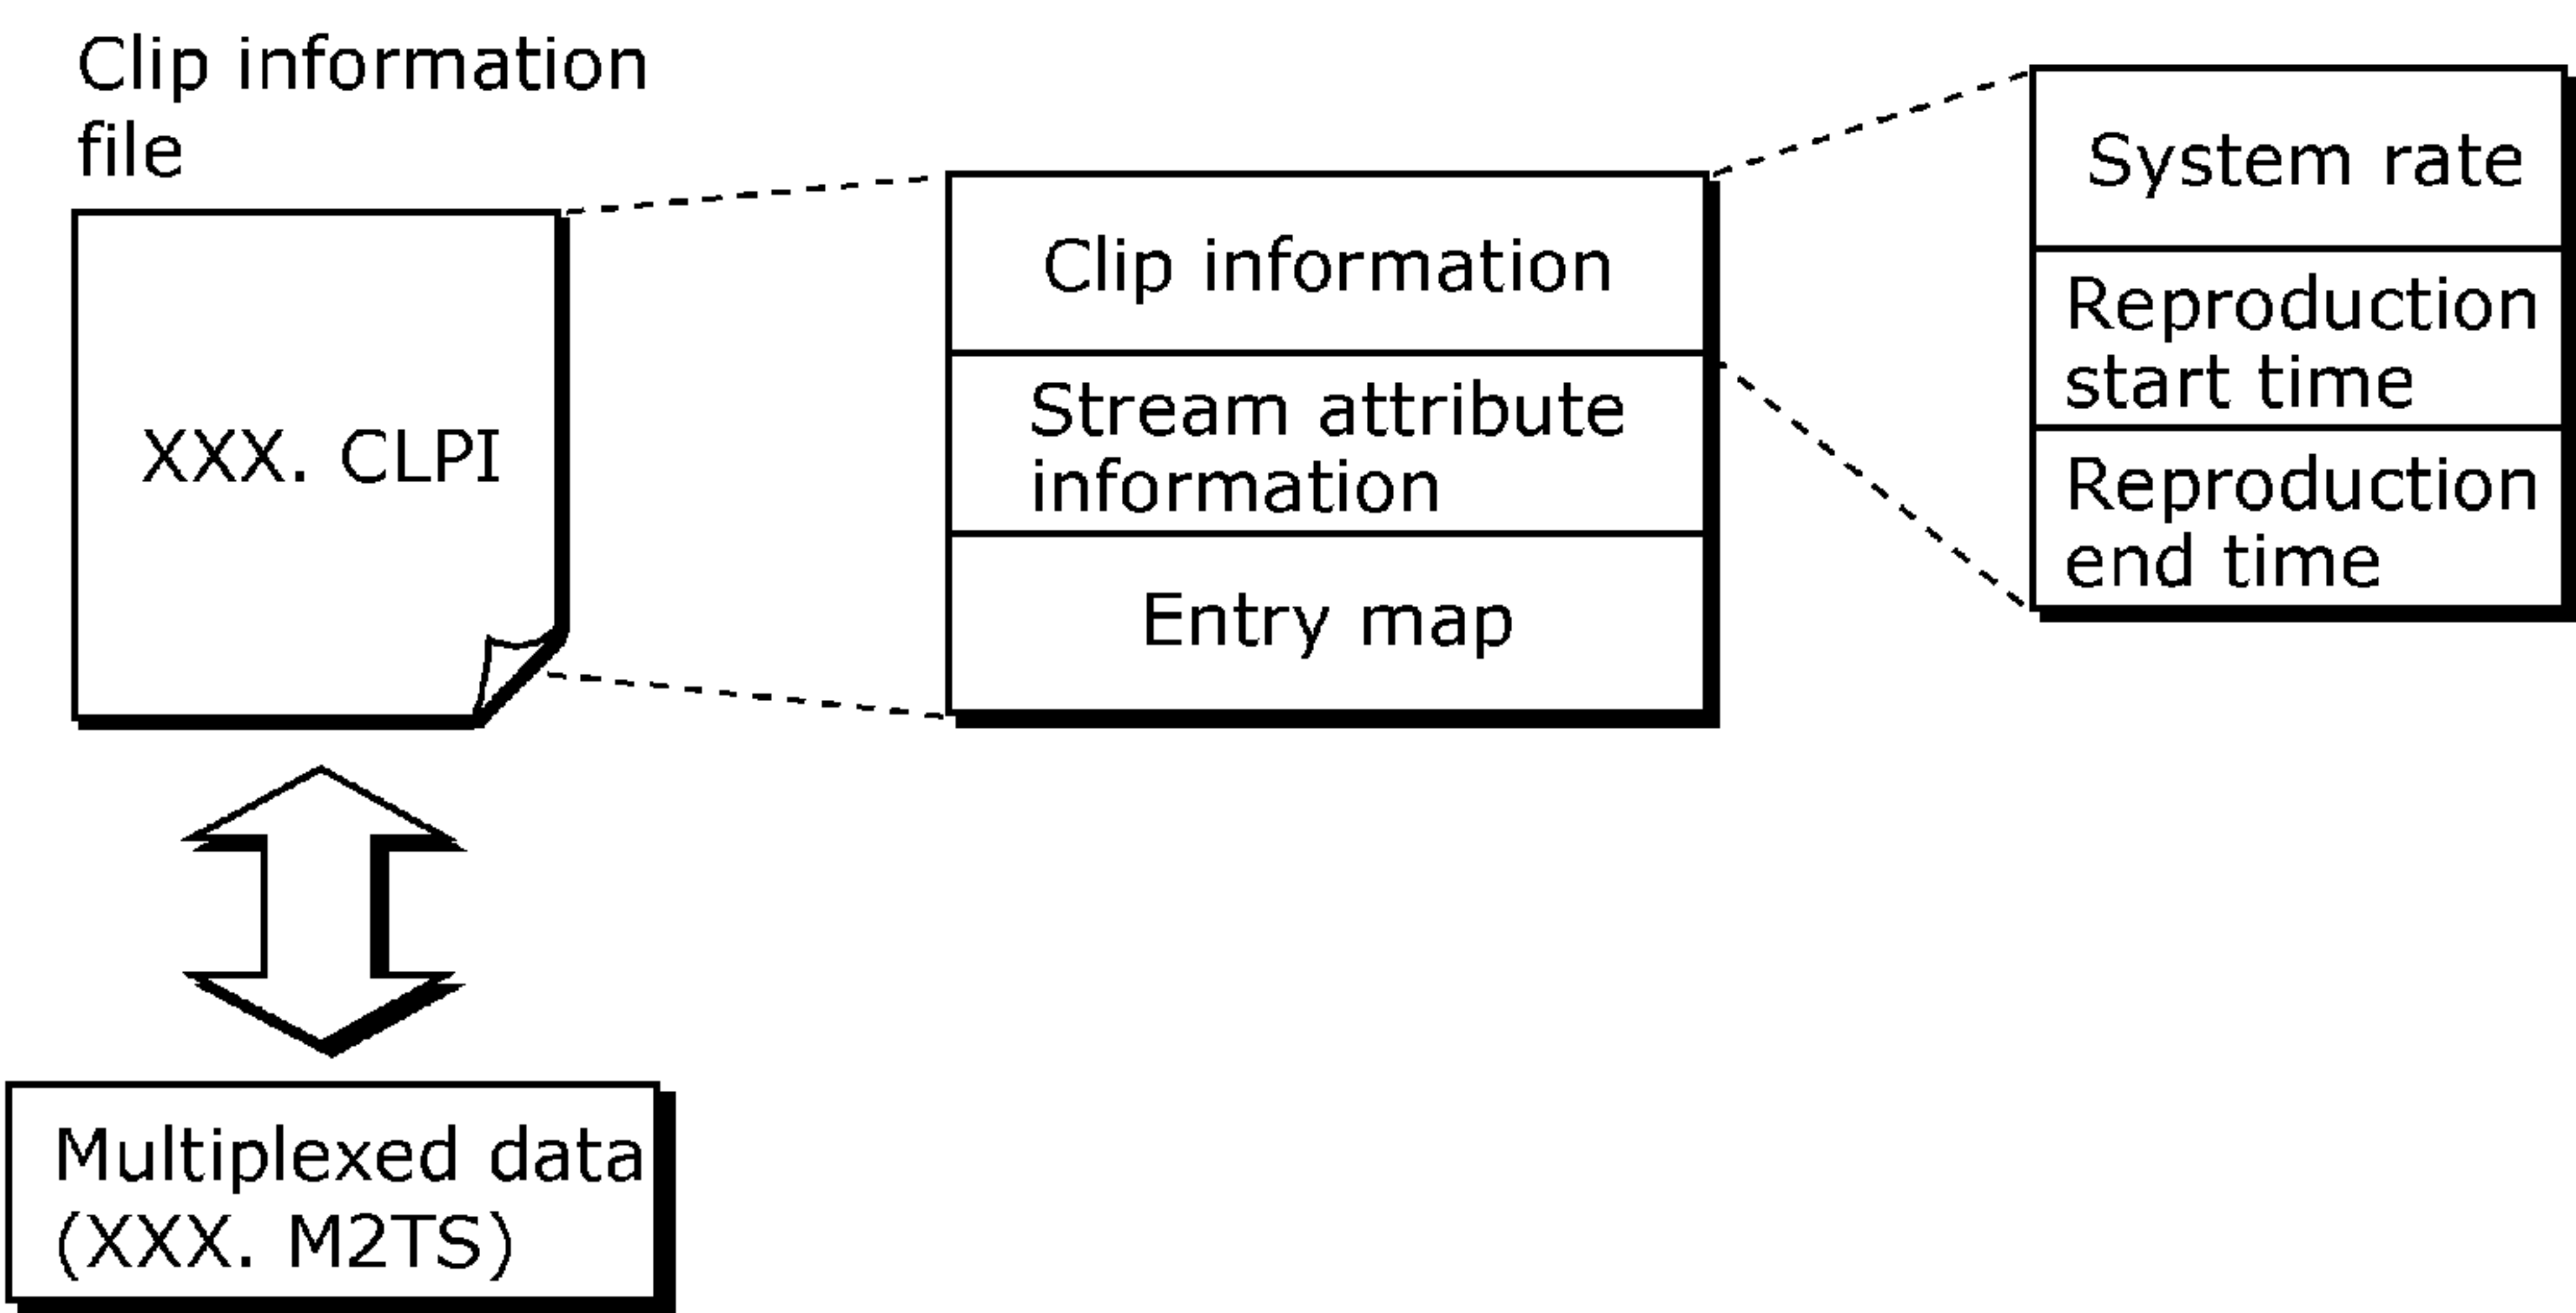 Clip information
file
XXX. CLPI
Clip information
Stream attribute
information
Entry map
System rate
Reproduction
start time
Reproduction
end time
Multiplexed data
(XXX. M2TS)